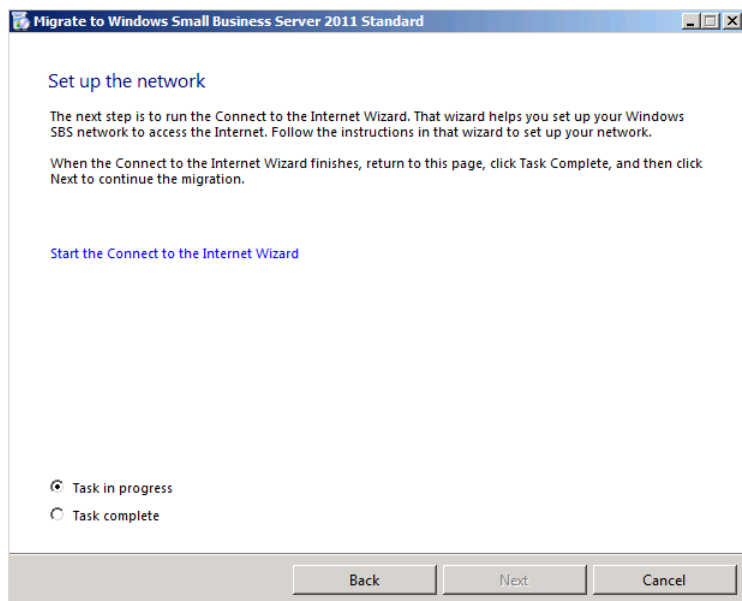 Migrate to Windows Small Business Server 2011 Standard
Set up the network
The next step is to run the Connect to the Internet Wizard. That wizard helps you set up your Windows
SBS network to access the Internet. Follow the instructions in that wizard to set up your network.
When the Connect to the Internet Wizard finishes, return to this page, click Task Complete, and then click
Next to continue the migration.
Start the Connect to the Internet Wizard
Task in progress
Task complete
Back Next Cancel